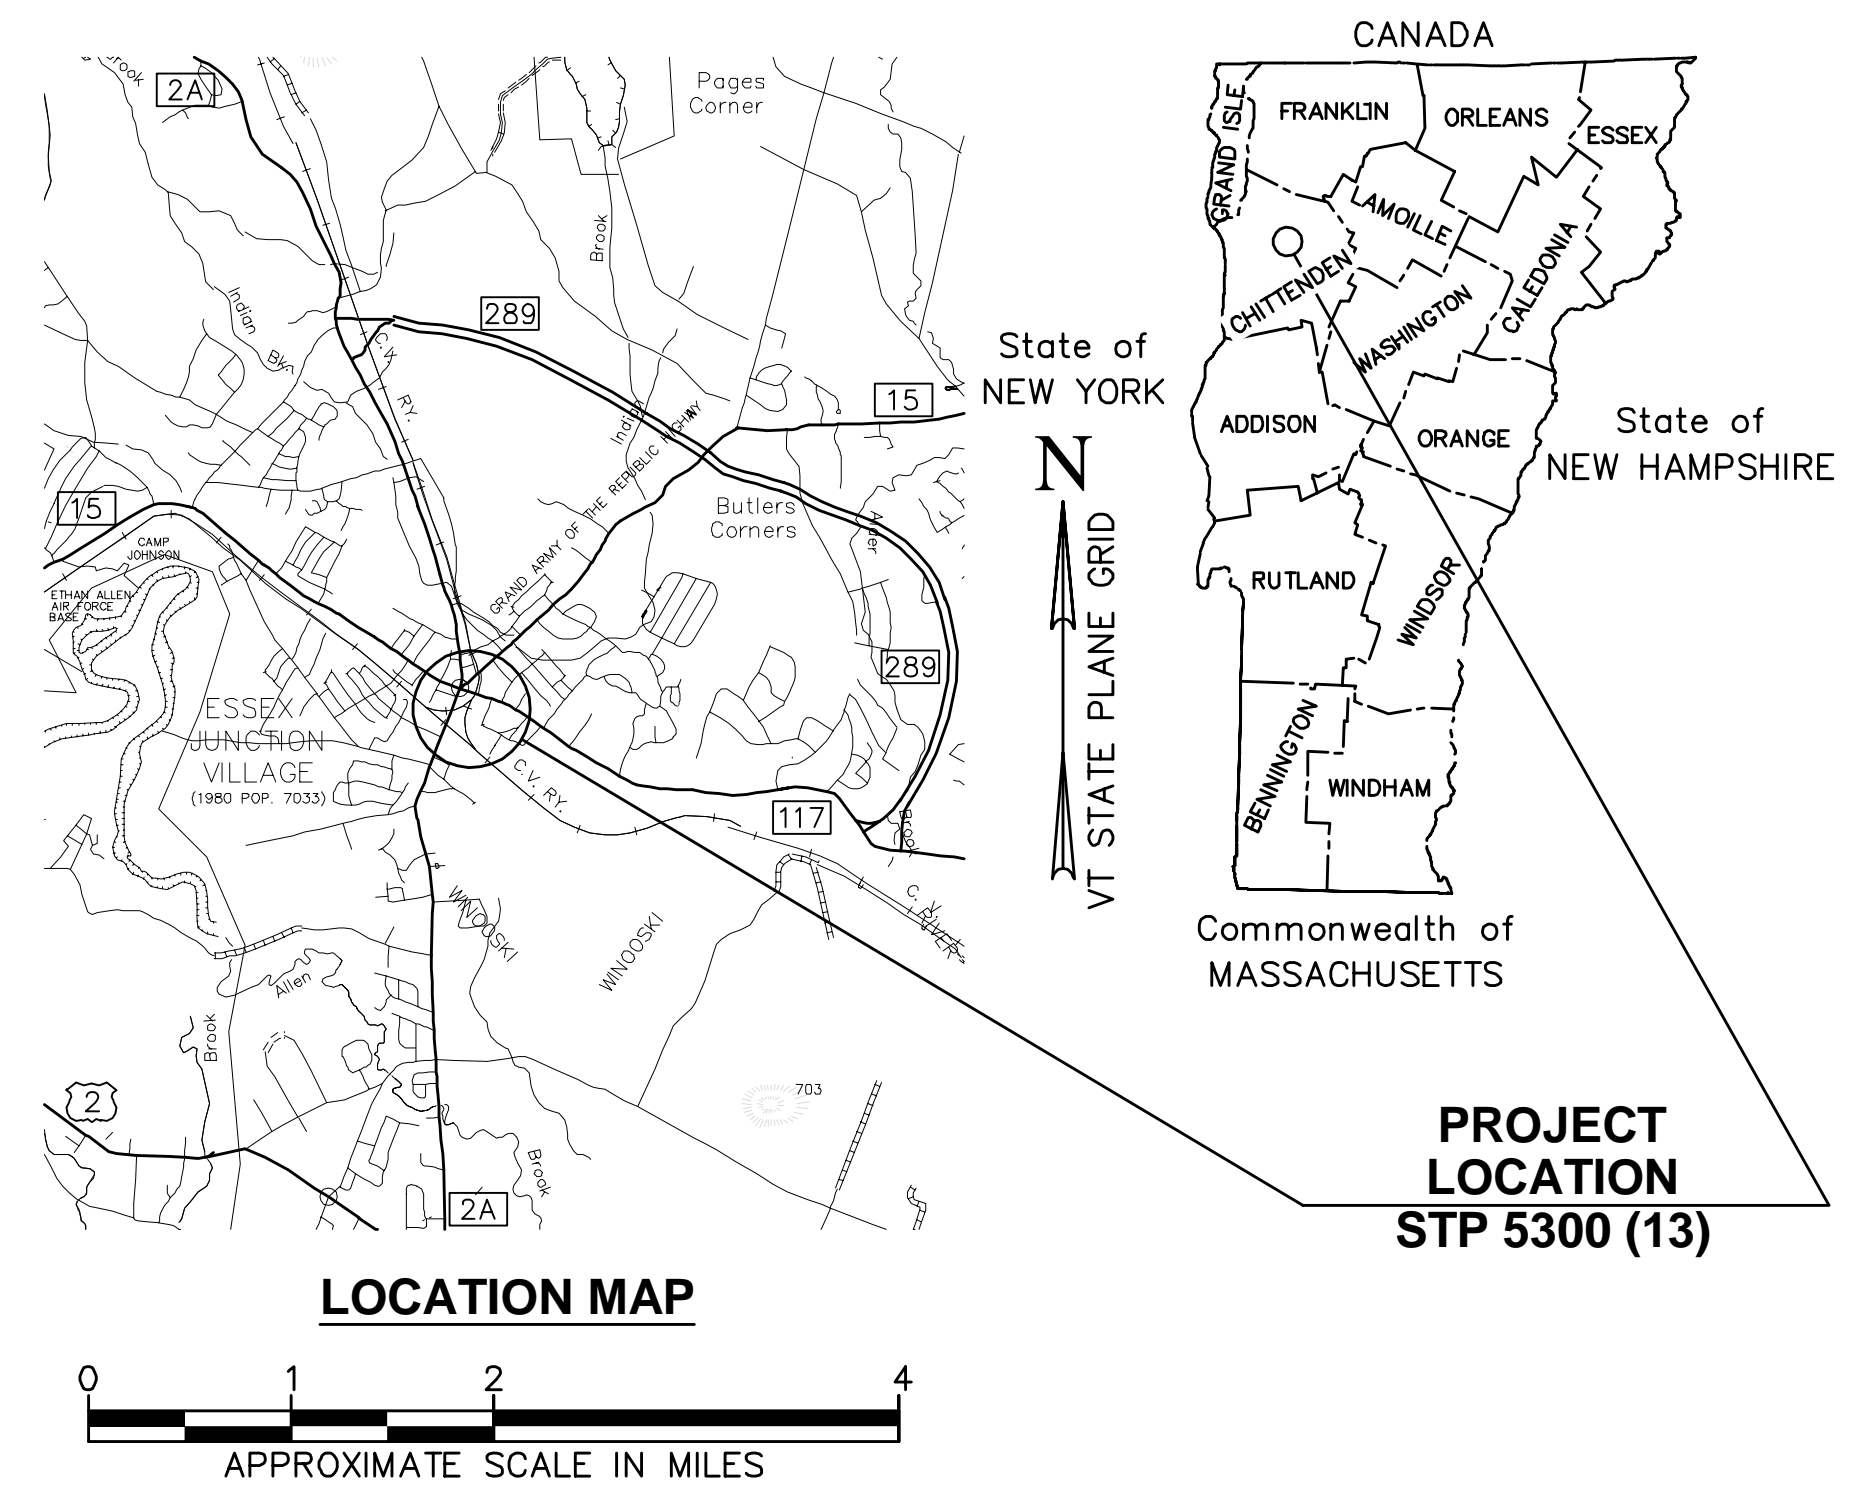 CANADA
Brook
2A
Pages
Corner
FRANKLIN
ORLEANS
ESSEX
GRAND ISLE
LAMOILLE
Brook
CHITTENDEN
CALEDONIA
WASHINGTON
Indian
Bk.
289
C.V. RY.
State of
NEW YORK
15
ADDISON
ORANGE
State of
NEW HAMPSHIRE
Indian
GRAND ARMY OF THE REPUBLIC HIGHWAY
N
VT STATE PLANE GRID
15
Butlers
Corners
Alder
CAMP
JOHNSON
ETHAN ALLEN
AIR FORCE
BASE
RUTLAND
WINDSOR
289
ESSEX
JUNCTION
VILLAGE
(1980 POP. 7033)
C.V. RY.
117
Brook
BENNINGTON
WINDHAM
WINOOSKI
WINOOSKI
C. V.
RIVER
Commonwealth of
MASSACHUSETTS
Allen
Brook
2
703
Brook
2A
PROJECT
LOCATION
STP 5300 (13)
LOCATION MAP
0 1 2 4
APPROXIMATE SCALE IN MILES